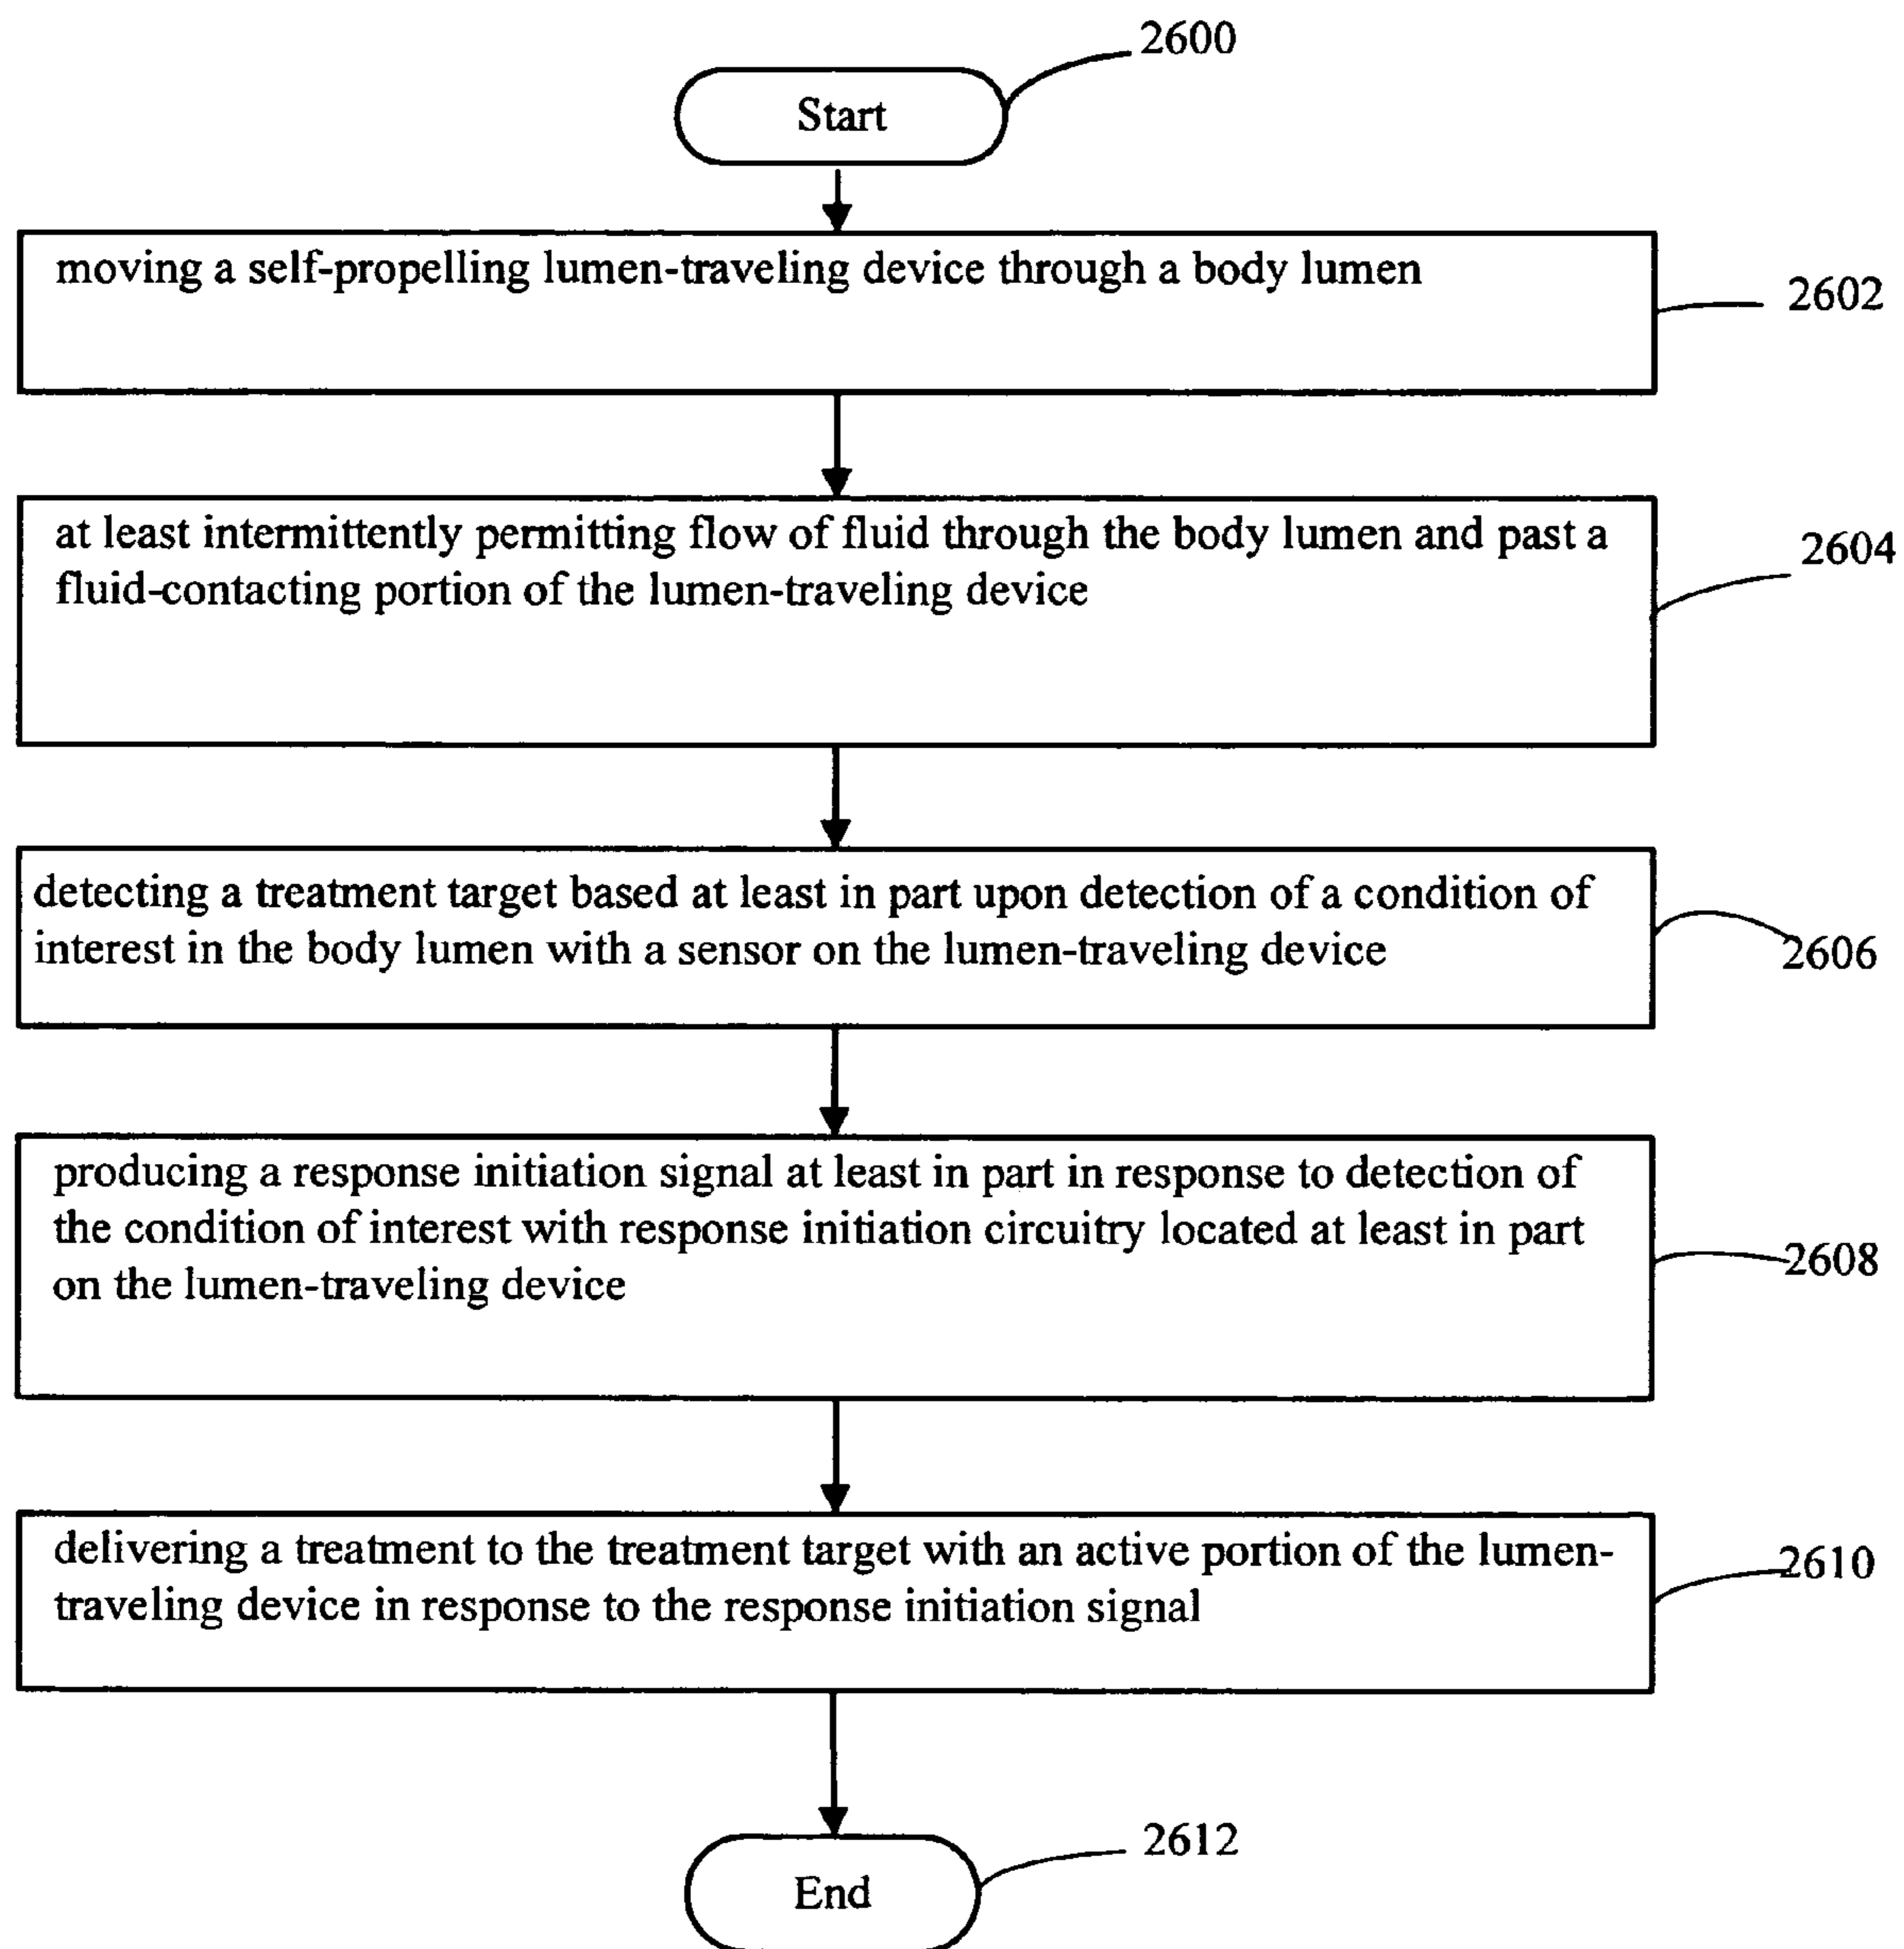 2600
Start
moving a self-propelling lumen-traveling device through a body lumen
2602
at least intermittently permitting flow of fluid through the body lumen and past a
fluid-contacting portion of the lumen-traveling device
2604
detecting a treatment target based at least in part upon detection of a condition of
interest in the body lumen with a sensor on the lumen-traveling device
2606
producing a response initiation signal at least in part in response to detection of
the condition of interest with response initiation circuitry located at least in part
on the lumen-traveling device
2608
delivering a treatment to the treatment target with an active portion of the lumen-
traveling device in response to the response initiation signal
2610
2612
End